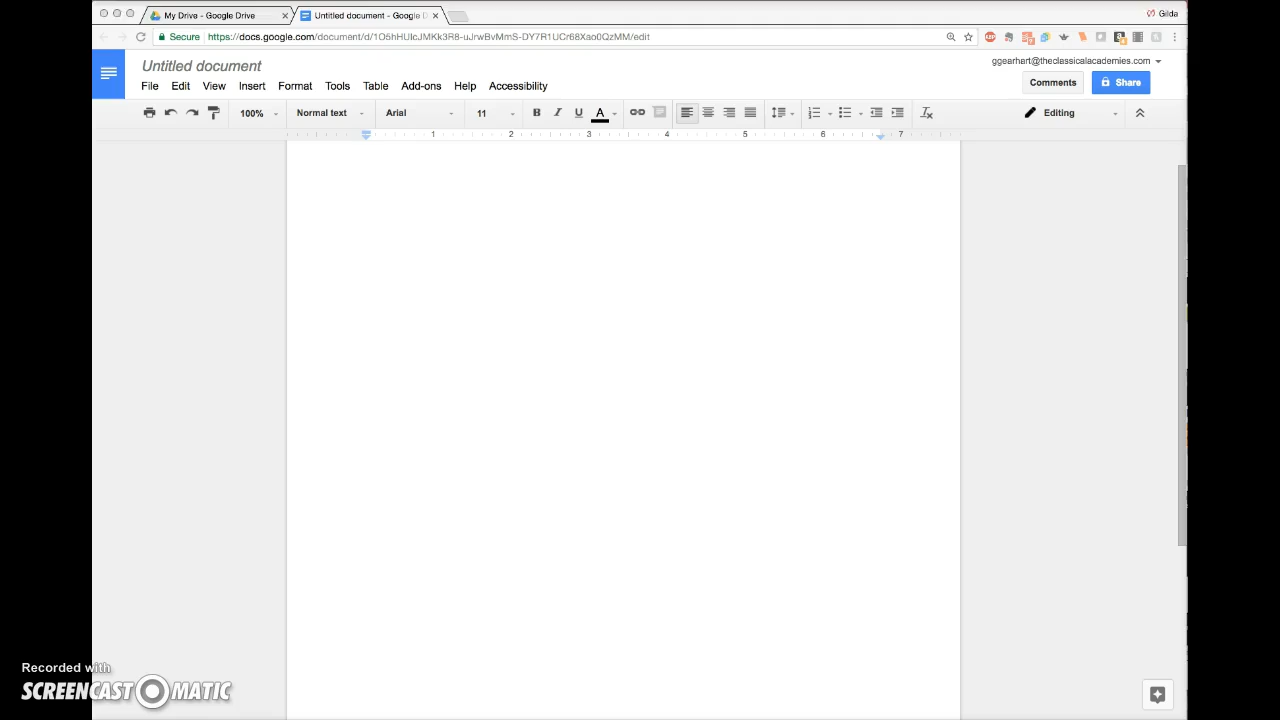 My Drive - Google Drive
Untitled document - Google D
Gilda
Secure
https://docs.google.com/document/d/1O5hHUlcJMKk3R8-uJrwBvMmS-DY7R1UCr68Xao0QzMM/edit
Untitled document
ggearhart@theclassicalacademies.com
File Edit View Insert Format Tools Table Add-ons Help Accessibility
Comments
Share
100% Normal text Arial 11 B I U A Editing
1 2 3 4 5 6 7
Recorded with
SCREENCAST-O-MATIC